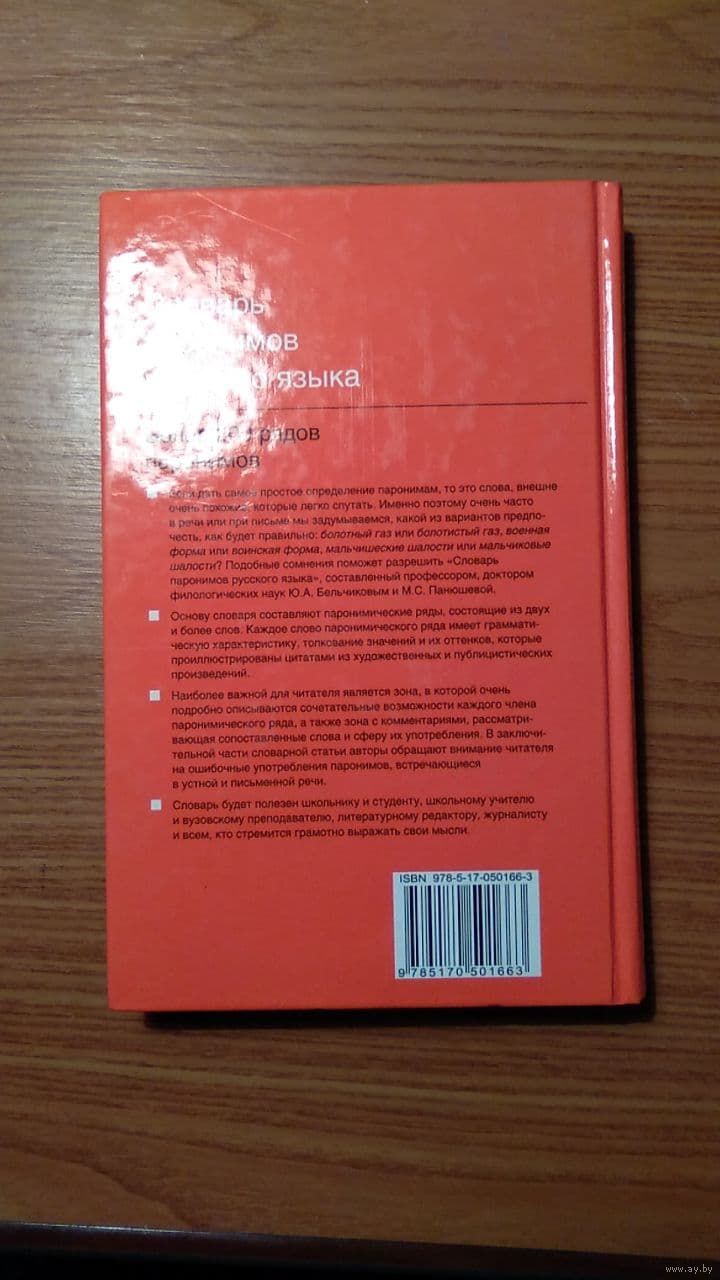 Словарь
паронимов
языка
рядов
паронимов
Если дать самое простое определение паронимам, то это слова, внешне
очень похожие, которые легко спутать. Именно поэтому очень часто
в речи или при письме мы задумываемся, какой из вариантов предпо-
честь, как будет правильно: болотный газ или болотистый газ, военная
форма или воинская форма, мальчишеские шалости или мальчиковые
шалости? Подобные сомнения поможет разрешить «Словарь
паронимов русского языка», составленный профессором, доктором
филологических наук Ю.А. Бельчиковым и М.С. Панюшевой.
Основу словаря составляют паронимические ряды, состоящие из двух
и более слов. Каждое слово паронимического ряда имеет граммати-
ческую характеристику, толкование значений и их оттенков, которые
проиллюстрированы цитатами из художественных и публицистических
произведений.
Наиболее важной для читателя является зона, в которой очень
подробно описываются сочетательные возможности каждого члена
паронимического ряда, а также зона с комментариями, рассматри-
вающая сопоставленные слова и сферу их употребления. В заключи-
тельной части словарной статьи авторы обращают внимание читателя
на ошибочные употребления паронимов, встречающиеся
в устной и письменной речи.
Словарь будет полезен школьнику и студенту, школьному учителю
и вузовскому преподавателю, литературному редактору, журналисту
и всем, кто стремится грамотно выражать свои мысли.
ISBN 978-5-17-050166-3
9 785170 501663
www.ay.by